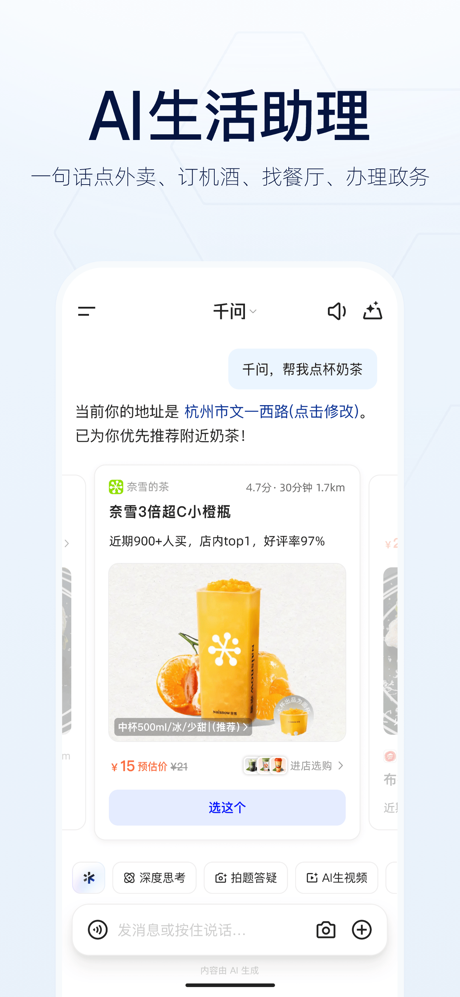 AI生活助理
一句话点外卖、订机酒、找餐厅、办理政务
千问
千问，帮我点杯奶茶
当前你的地址是 杭州市文一西路(点击修改)。
已为你优先推荐附近奶茶！
奈雪的茶
4.7分 · 30分钟 1.7km
奈雪3倍超C小橙瓶
近期900+人买，店内top1，好评率97%
中杯500ml/冰/少甜|(推荐)
¥15 预估价 ¥21
进店选购
选这个
¥2
m
布
近期
深度思考
拍题答疑
AI生视频
发消息或按住说话...
内容由 AI 生成